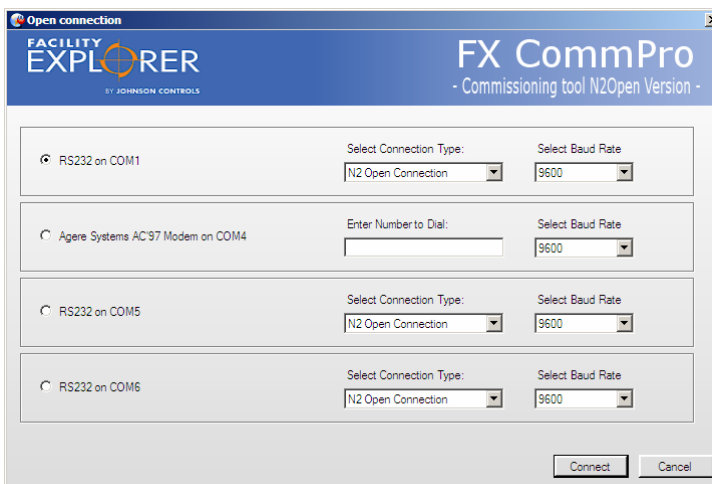 Open connection
FACILITY
EXPLORER
BY JOHNSON CONTROLS
FX CommPro
- Commissioning tool N2Open Version -
RS232 on COM1
Select Connection Type:
Select Baud Rate
N2 Open Connection
9600
Agere Systems AC'97 Modem on COM4
Enter Number to Dial:
Select Baud Rate
9600
RS232 on COM5
Select Connection Type:
Select Baud Rate
N2 Open Connection
9600
RS232 on COM6
Select Connection Type:
Select Baud Rate
N2 Open Connection
9600
Connect
Cancel